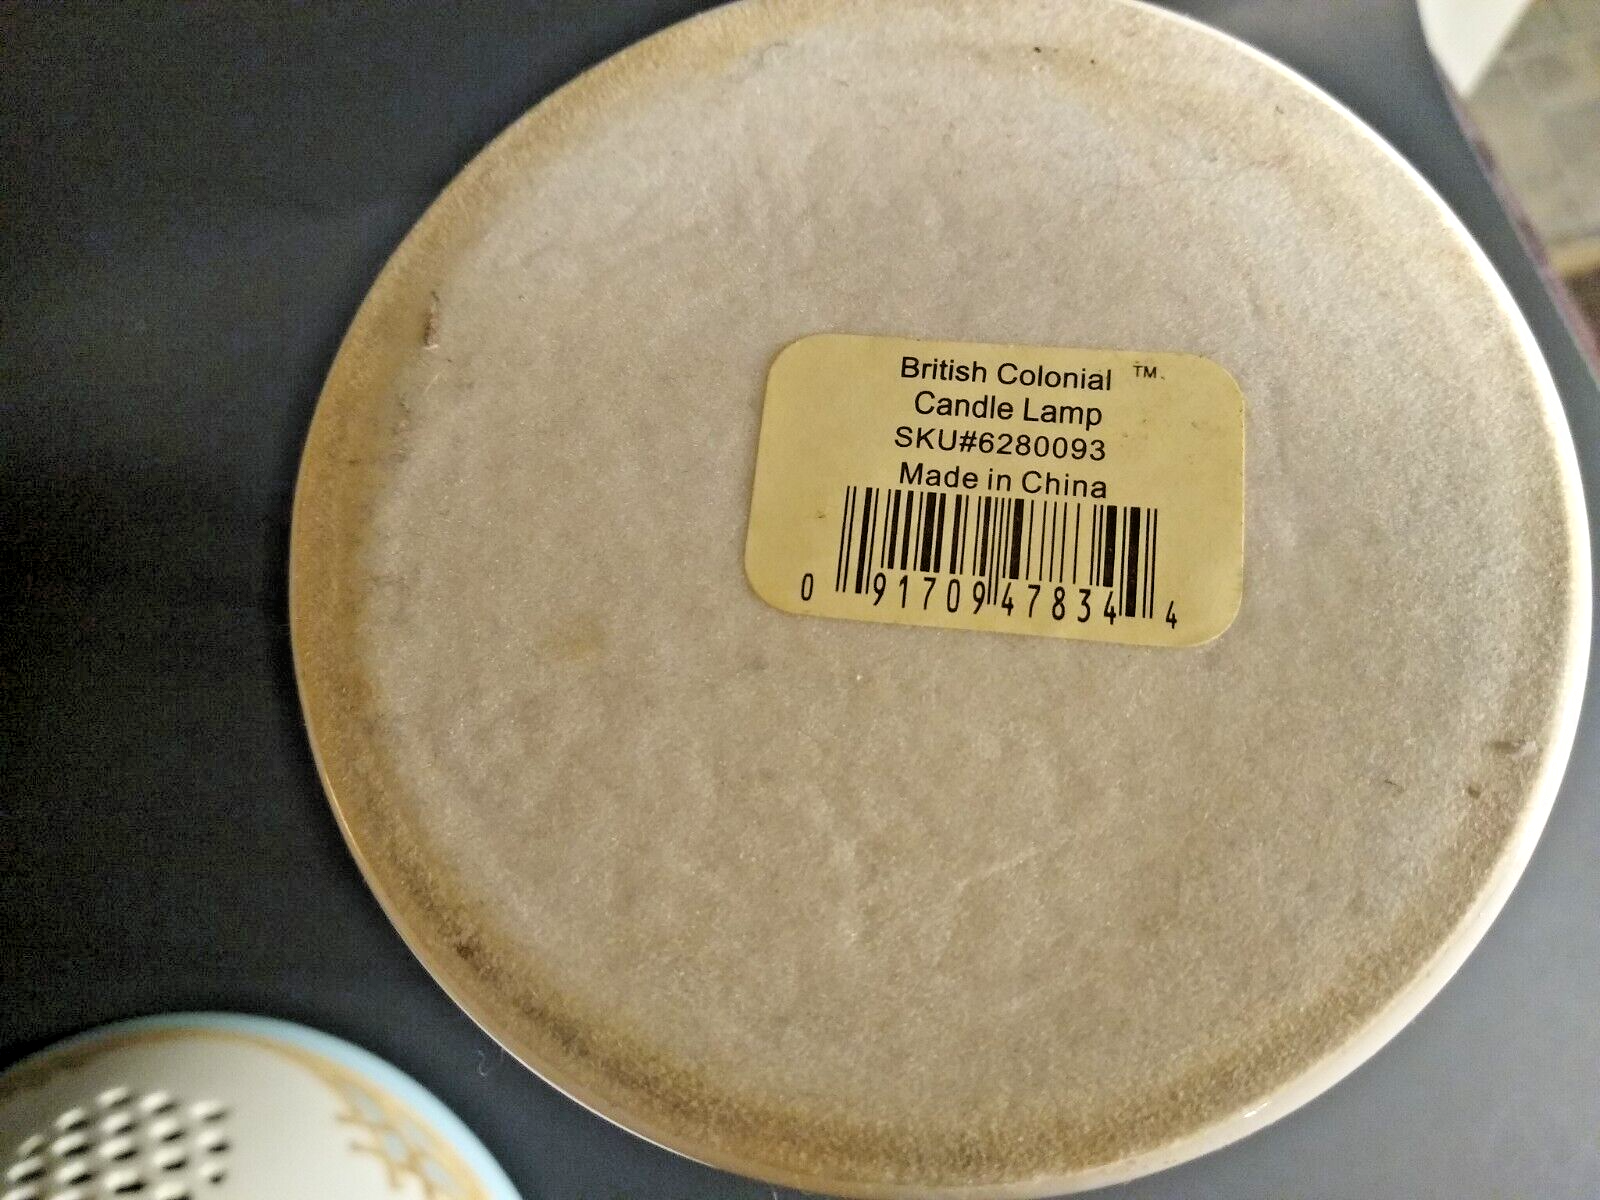 British Colonial ™.
Candle Lamp
SKU#6280093
Made in China
0 91709 47834 4